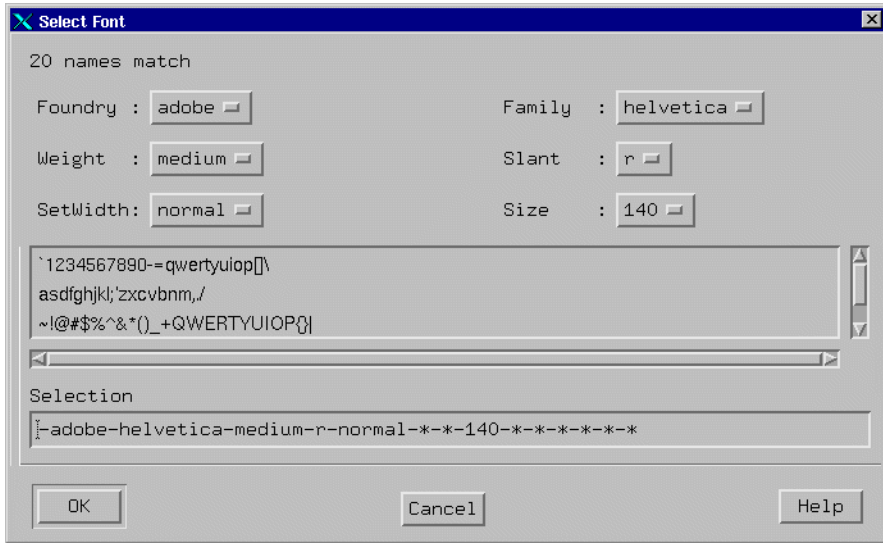 Select Font
20 names match
Foundry : adobe Family : helvetica
Weight : medium Slant : r
SetWidth: normal Size : 140
`1234567890-=qwertyuiop[]\
asdfghjkl;'zxcvbnm,./
~!@#$%^&*()_+QWERTYUIOP{}|
Selection
-adobe-helvetica-medium-r-normal-*-*-140-*-*-*-*-*-*
OK Cancel Help